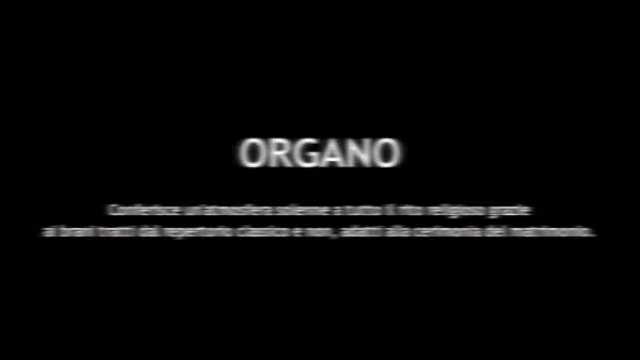 ORGANO
Conferisce un'atmosfera solenne a tutto il rito religioso grazie
ai brani tratti dal repertorio classico e non, adatti alla cerimonia del matrimonio.